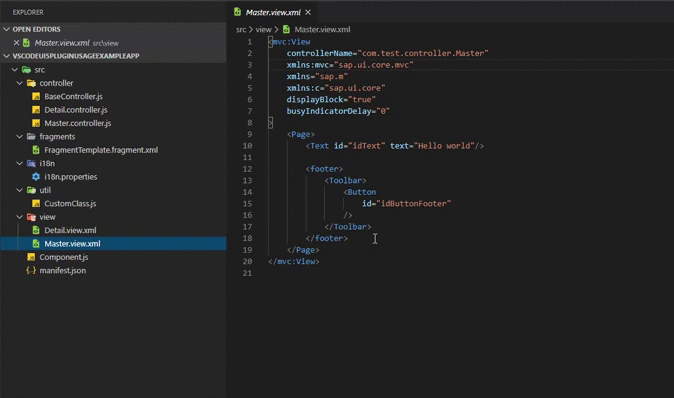 EXPLORER
OPEN EDITORS
Master.view.xml src\view
VSCODEUI5PLUGINUSAGEEXAMPLEAPP
src
controller
BaseController.js
Detail.controller.js
Master.controller.js
fragments
FragmentTemplate.fragment.xml
i18n
i18n.properties
util
CustomClass.js
view
Detail.view.xml
Master.view.xml
Component.js
manifest.json
Master.view.xml
src > view > Master.view.xml
1 <mvc:View
2 controllerName="com.test.controller.Master"
3 xmlns:mvc="sap.ui.core.mvc"
4 xmlns="sap.m"
5 xmlns:c="sap.ui.core"
6 displayBlock="true"
7 busyIndicatorDelay="0"
8 >
9 <Page>
10 <Text id="idText" text="Hello world"/>
11
12 <footer>
13 <Toolbar>
14 <Button
15 id="idButtonFooter"
16 />
17 </Toolbar>
18 </footer>
19 </Page>
20 </mvc:View>
21